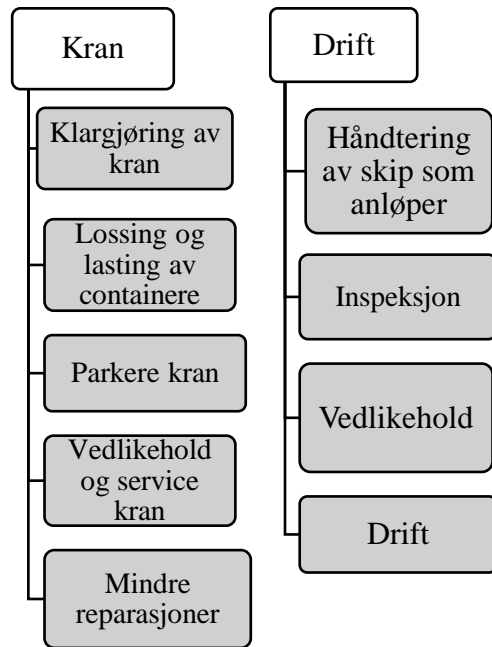 Kran
Klargjøring av
kran
Lossing og
lasting av
containere
Parkere kran
Vedlikehold
og service
kran
Mindre
reparasjoner
Drift
Håndtering
av skip som
anløper
Inspeksjon
Vedlikehold
Drift